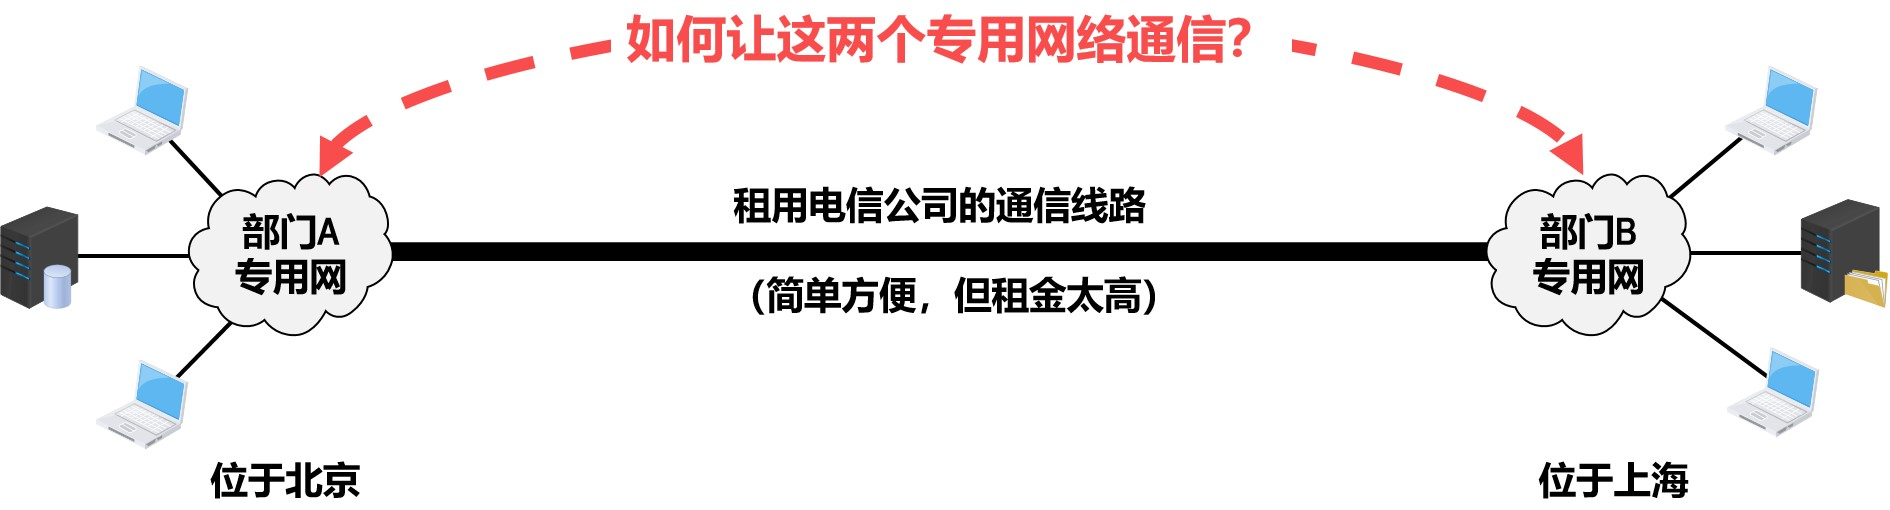 如何让这两个专用网络通信？
租用电信公司的通信线路
部门A
专用网
部门B
专用网
（简单方便，但租金太高）
位于北京
位于上海